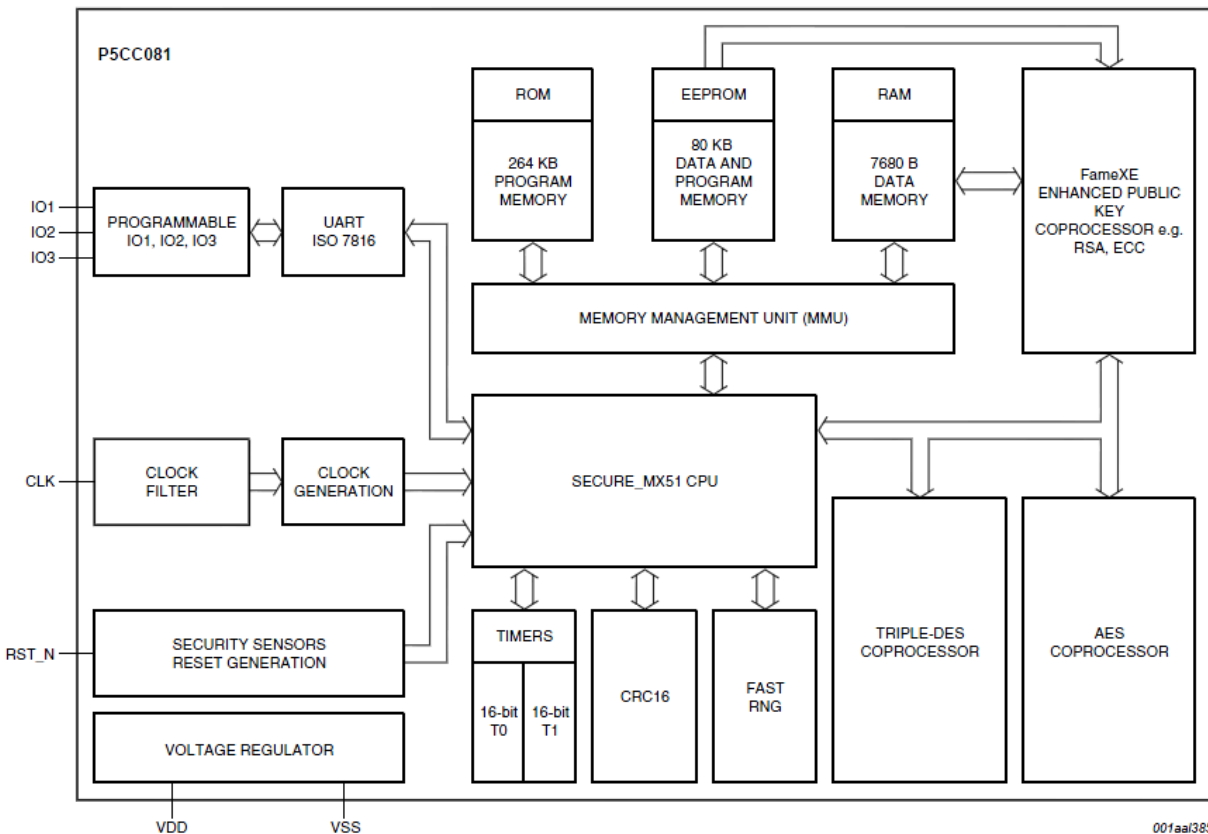 P5CC081
ROM
264 KB
PROGRAM
MEMORY
EEPROM
80 KB
DATA AND
PROGRAM
MEMORY
RAM
7680 B
DATA
MEMORY
FameXE
ENHANCED PUBLIC
KEY
COPROCESSOR e.g.
RSA, ECC
IO1
IO2
IO3
PROGRAMMABLE
IO1, IO2, IO3
UART
ISO 7816
MEMORY MANAGEMENT UNIT (MMU)
CLK
CLOCK
FILTER
CLOCK
GENERATION
SECURE_MX51 CPU
RST_N
SECURITY SENSORS
RESET GENERATION
TIMERS
16-bit
T0
16-bit
T1
CRC16
FAST
RNG
TRIPLE-DES
COPROCESSOR
AES
COPROCESSOR
VOLTAGE REGULATOR
VDD
VSS